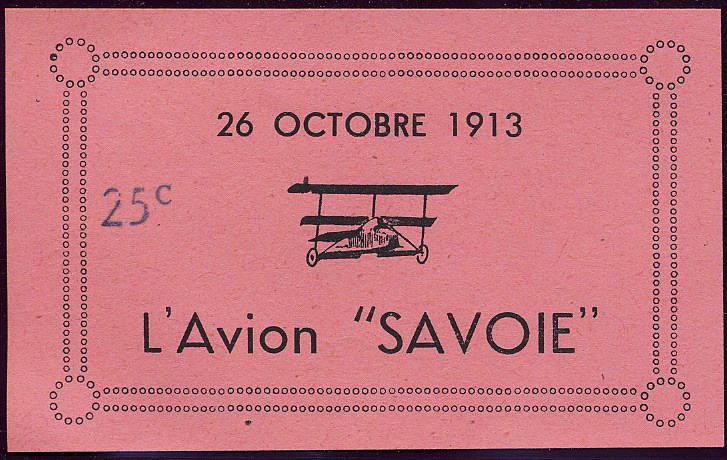 26 OCTOBRE 1913
25c
L'Avion "SAVOIE"